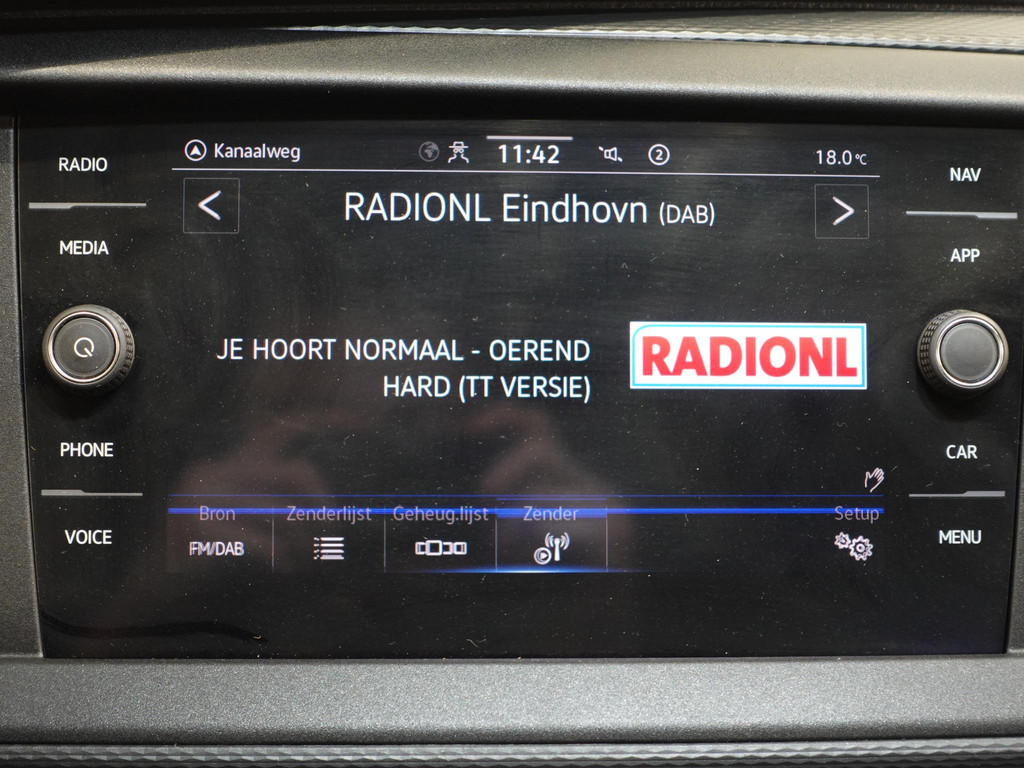 RADIO
MEDIA
PHONE
VOICE
Kanaalweg
11:42
2
18.0°C
RADIONL Eindhovn (DAB)
JE HOORT NORMAAL - OEREND
HARD (TT VERSIE)
RADIONL
Bron
Zenderlijst
Geheug.lijst
Zender
Setup
FM/DAB
NAV
APP
CAR
MENU